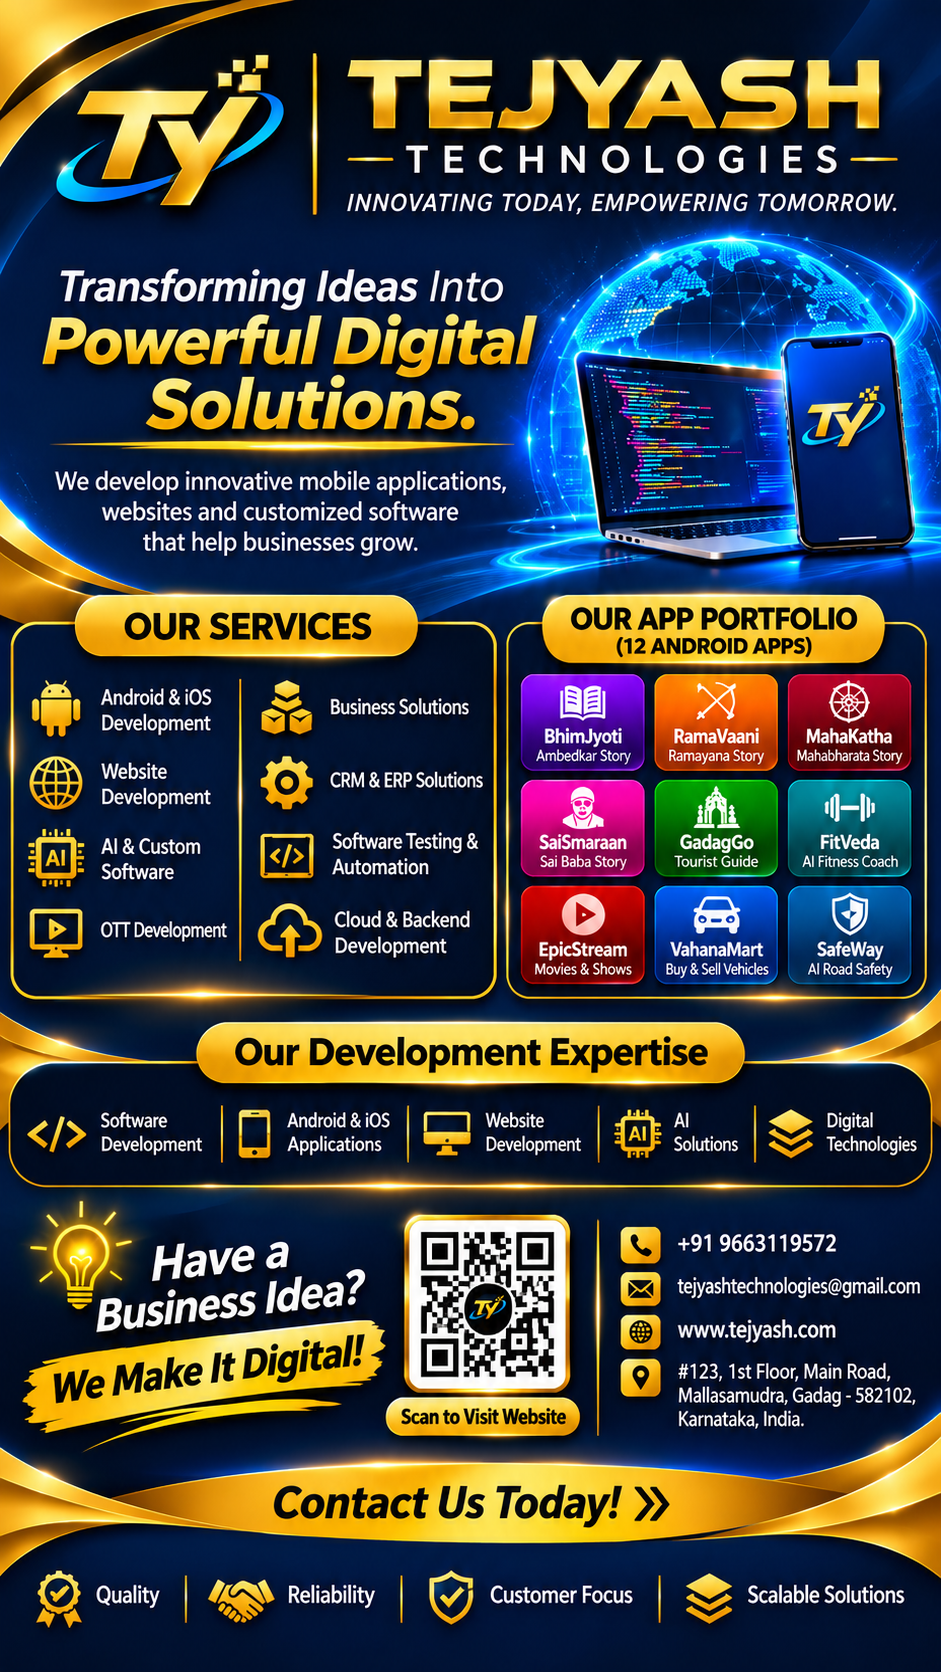 TY
TEJYASH
TECHNOLOGIES
INNOVATING TODAY, EMPOWERING TOMORROW.
Transforming Ideas Into
Powerful Digital
Solutions.
We develop innovative mobile applications,
websites and customized software
that help businesses grow.
TY
OUR SERVICES
Android & iOS
Development
Website
Development
AI
AI & Custom
Software
OTT Development
Business Solutions
CRM & ERP Solutions
</>
Software Testing &
Automation
Cloud & Backend
Development
OUR APP PORTFOLIO
(12 ANDROID APPS)
BhimJyoti
Ambedkar Story
RamaVaani
Ramayana Story
MahaKatha
Mahabharata Story
SaiSmaraan
Sai Baba Story
GadagGo
Tourist Guide
FitVeda
AI Fitness Coach
EpicStream
Movies & Shows
VahanaMart
Buy & Sell Vehicles
SafeWay
AI Road Safety
Our Development Expertise
</>
Software
Development
Android & iOS
Applications
Website
Development
AI
AI
Solutions
Digital
Technologies
Have a
Business Idea?
We Make It Digital!
TY
Scan to Visit Website
+91 9663119572
tejyashtechnologies@gmail.com
www.tejyash.com
#123, 1st Floor, Main Road,
Mallasamudra, Gadag - 582102,
Karnataka, India.
Contact Us Today! »
Quality
Reliability
Customer Focus
Scalable Solutions